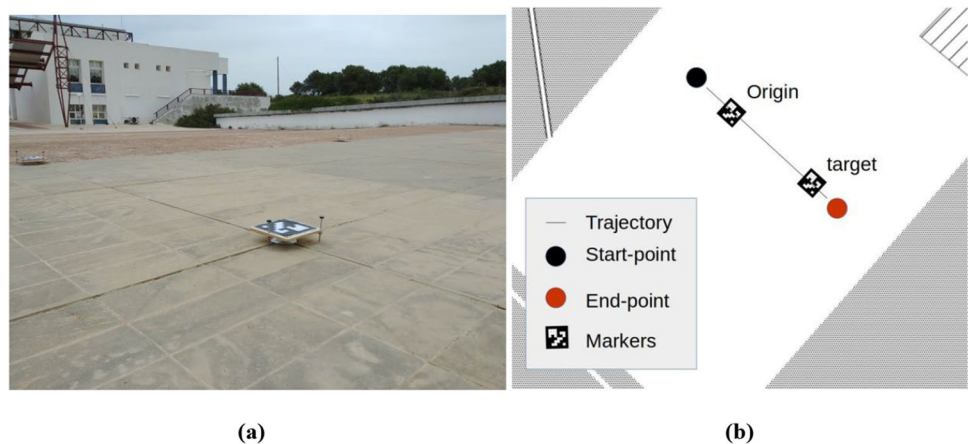 Origin
target
Trajectory
Start-point
End-point
Markers
(a)
(b)